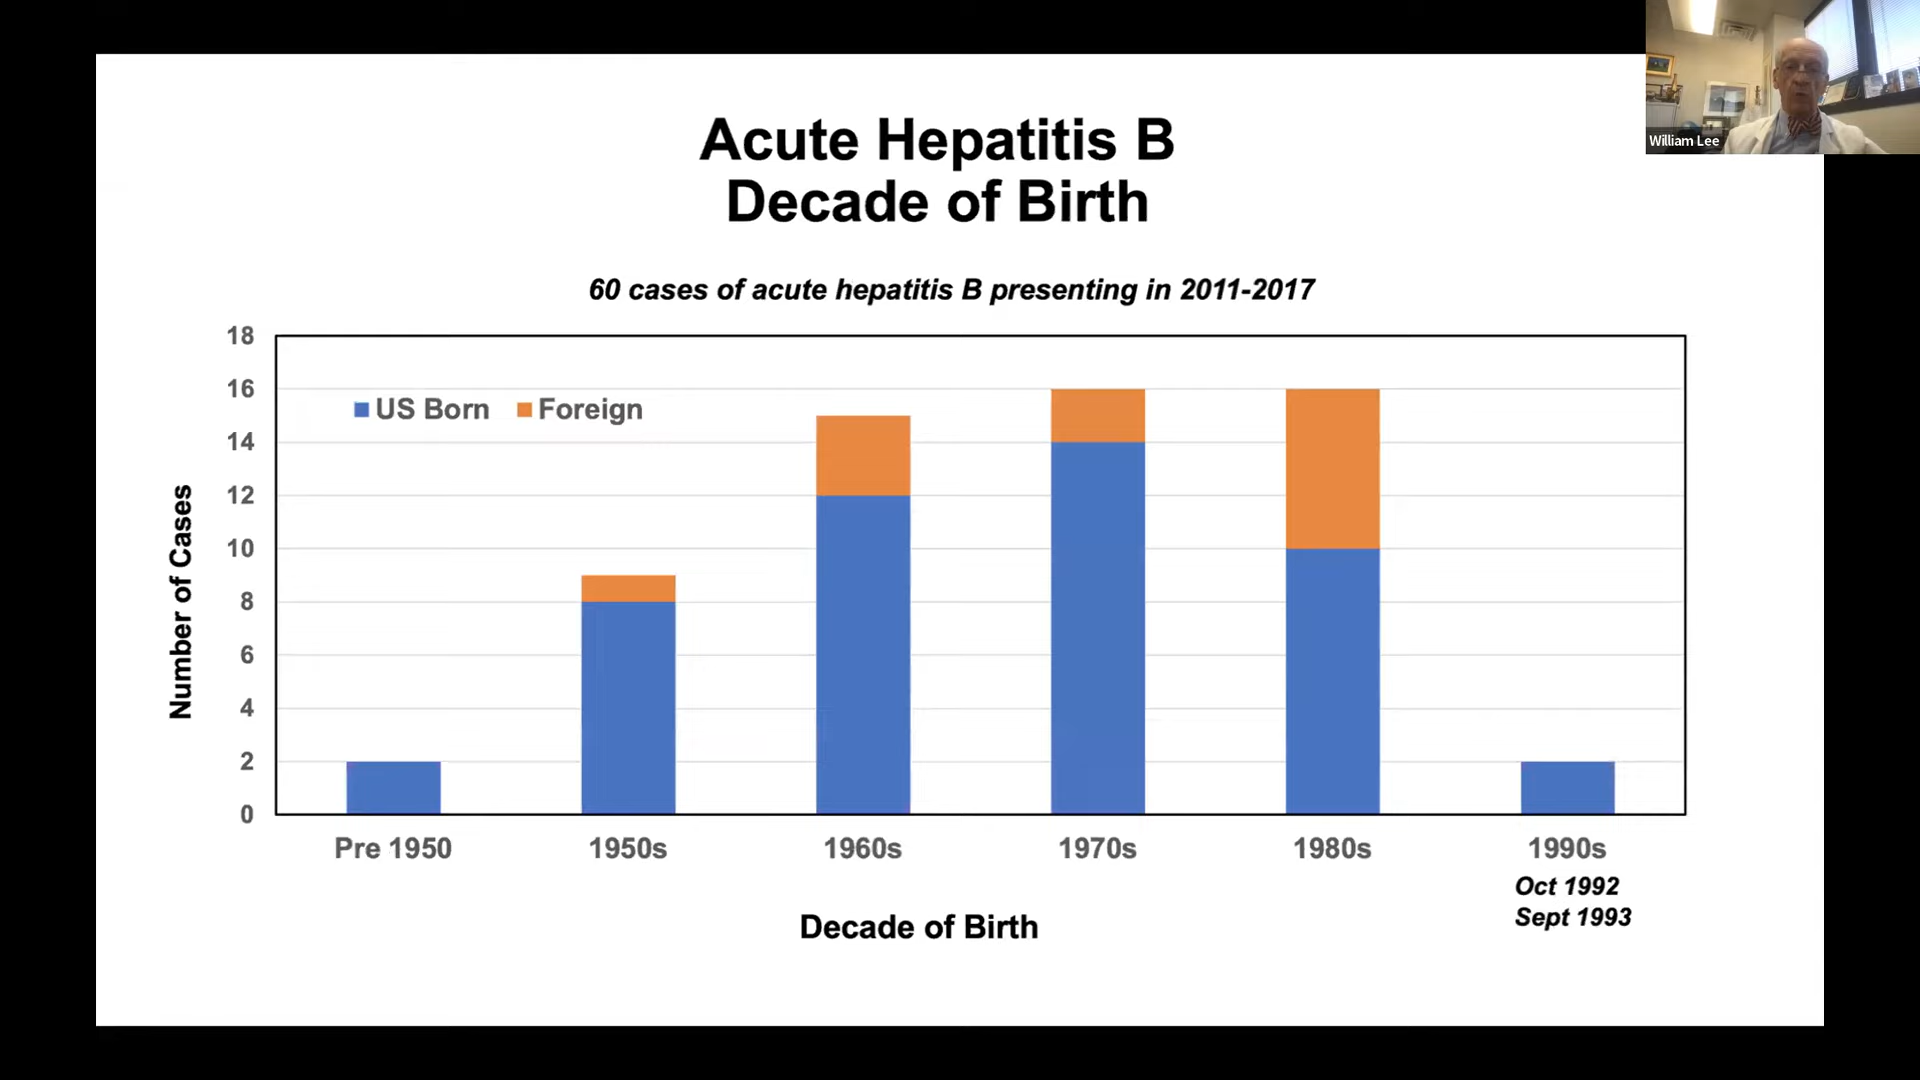 William Lee
Acute Hepatitis B
Decade of Birth
60 cases of acute hepatitis B presenting in 2011-2017
18
16
14
12
10
8
6
4
2
0
Number of Cases
US Born Foreign
Pre 1950 1950s 1960s 1970s 1980s 1990s
Oct 1992
Sept 1993
Decade of Birth